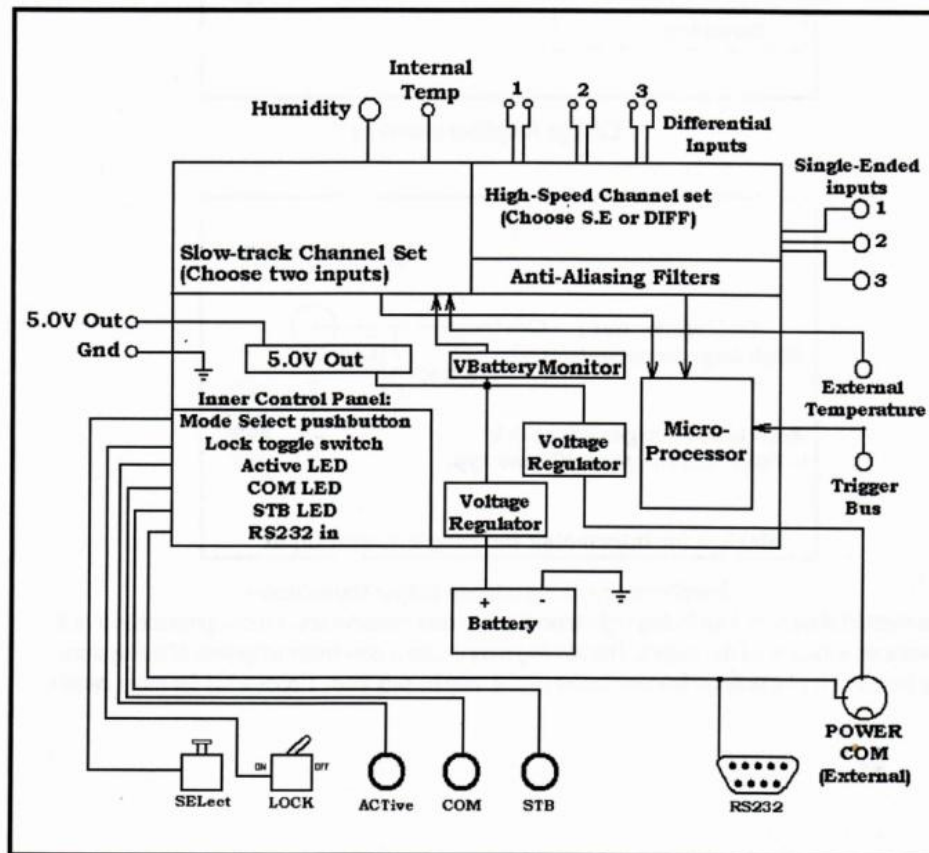 Internal
Temp
Humidity
1
2
3
Differential
Inputs
Single-Ended
inputs
1
2
3
High-Speed Channel set
(Choose S.E or DIFF)
Slow-track Channel Set
(Choose two inputs)
Anti-Aliasing Filters
5.0V Out
Gnd
5.0V Out
VBattery Monitor
External
Temperature
Inner Control Panel:
Mode Select pushbutton
Lock toggle switch
Active LED
COM LED
STB LED
RS232 in
Voltage
Regulator
Micro-
Processor
Trigger
Bus
Voltage
Regulator
+
-
Battery
POWER
COM
(External)
ON
OFF
SELect
LOCK
ACTive
COM
STB
RS232